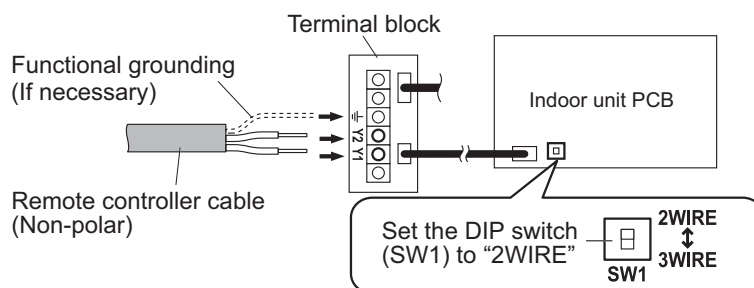 Terminal block
Functional grounding
(If necessary)
Indoor unit PCB
Y2
Y1
Remote controller cable
(Non-polar)
Set the DIP switch
(SW1) to “2WIRE”
2WIRE
3WIRE
SW1